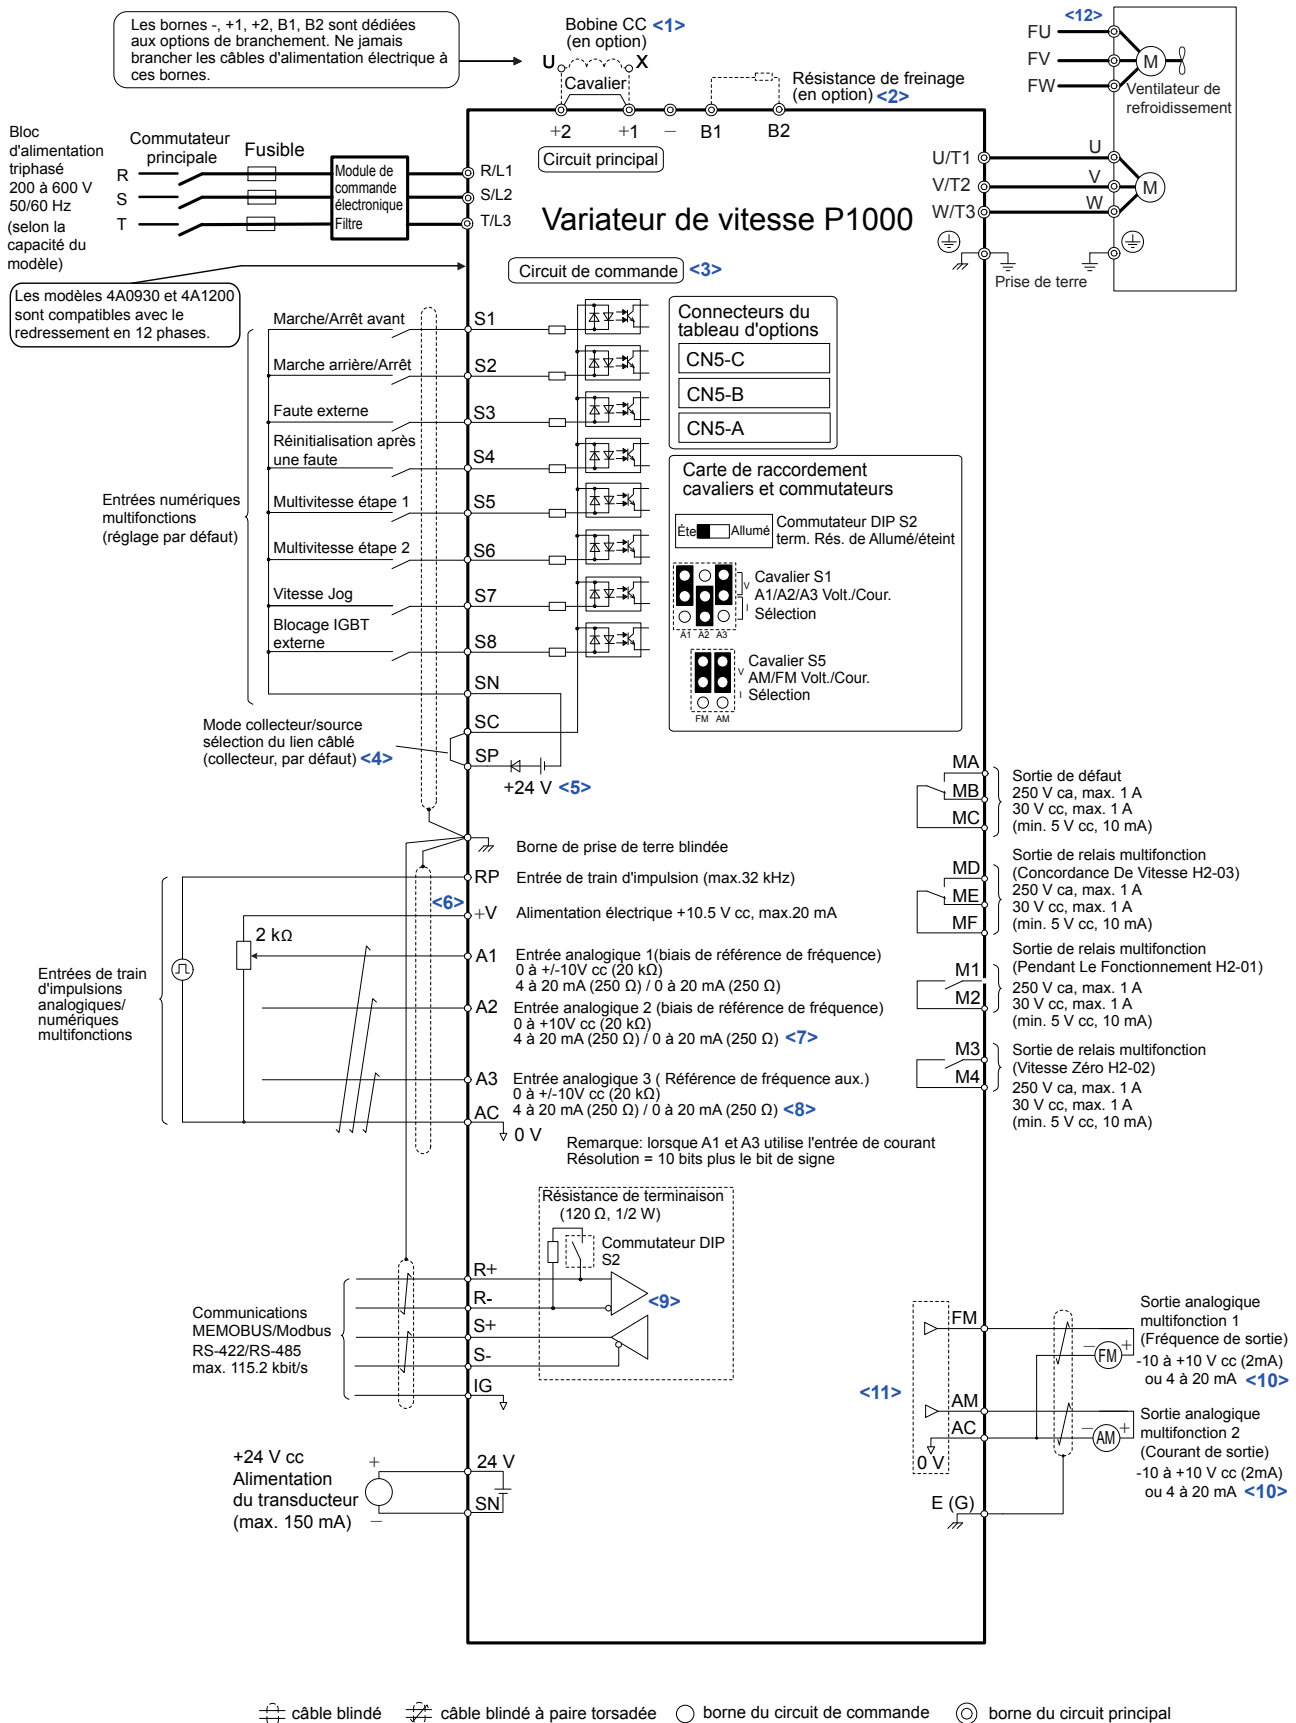 Les bornes -, +1, +2, B1, B2 sont dédiées
aux options de branchement. Ne jamais
brancher les câbles d'alimentation électrique à
ces bornes.
Bobine CC <1>
(en option)
U X
Cavalier
Résistance de freinage
(en option) <2>
+2 +1 − B1 B2
Circuit principal
<12>
FU
FV
FW
M
Ventilateur de
refroidissement
Bloc
d'alimentation
triphasé
200 à 600 V
50/60 Hz
(selon la
capacité du
modèle)
Commutateur
principale
Fusible
R
S
T
Module de
commande
électronique
Filtre
R/L1
S/L2
T/L3
Variateur de vitesse P1000
U/T1
V/T2
W/T3
U
V
W
M
Prise de terre
Les modèles 4A0930 et 4A1200
sont compatibles avec le
redressement en 12 phases.
Circuit de commande <3>
Marche/Arrêt avant
S1
Marche arrière/Arrêt
S2
Faute externe
S3
Réinitialisation après
une faute
S4
Multivitesse étape 1
S5
Multivitesse étape 2
S6
Vitesse Jog
S7
Blocage IGBT
externe
S8
Entrées numériques
multifonctions
(réglage par défaut)
SN
SC
SP
Mode collecteur/source
sélection du lien câblé
(collecteur, par défaut) <4>
+24 V <5>
Connecteurs du
tableau d'options
CN5-C
CN5-B
CN5-A
Carte de raccordement
cavaliers et commutateurs
Éte Allumé
Commutateur DIP S2
term. Rés. de Allumé/éteint
V
I
Cavalier S1
A1/A2/A3 Volt./Cour.
Sélection
A1 A2 A3
V
I
Cavalier S5
AM/FM Volt./Cour.
Sélection
FM AM
MA
MB
MC
Sortie de défaut
250 V ca, max. 1 A
30 V cc, max. 1 A
(min. 5 V cc, 10 mA)
MD
ME
MF
Sortie de relais multifonction
(Concordance De Vitesse H2-03)
250 V ca, max. 1 A
30 V cc, max. 1 A
(min. 5 V cc, 10 mA)
M1
M2
Sortie de relais multifonction
(Pendant Le Fonctionnement H2-01)
250 V ca, max. 1 A
30 V cc, max. 1 A
(min. 5 V cc, 10 mA)
M3
M4
Sortie de relais multifonction
(Vitesse Zéro H2-02)
250 V ca, max. 1 A
30 V cc, max. 1 A
(min. 5 V cc, 10 mA)
Borne de prise de terre blindée
RP Entrée de train d'impulsion (max.32 kHz)
<6>
+V Alimentation électrique +10.5 V cc, max.20 mA
2 kΩ
A1 Entrée analogique 1(biais de référence de fréquence)
0 à +/-10V cc (20 kΩ)
4 à 20 mA (250 Ω) / 0 à 20 mA (250 Ω)
A2 Entrée analogique 2 (biais de référence de fréquence)
0 à +10V cc (20 kΩ)
4 à 20 mA (250 Ω) / 0 à 20 mA (250 Ω) <7>
A3 Entrée analogique 3 ( Référence de fréquence aux.)
0 à +/-10V cc (20 kΩ)
4 à 20 mA (250 Ω) / 0 à 20 mA (250 Ω) <8>
AC
0 V
Entrées de train
d'impulsions
analogiques/
numériques
multifonctions
Remarque: lorsque A1 et A3 utilise l'entrée de courant
Résolution = 10 bits plus le bit de signe
Résistance de terminaison
(120 Ω, 1/2 W)
Commutateur DIP
S2
R+
R-
S+
S-
IG
<9>
Communications
MEMOBUS/Modbus
RS-422/RS-485
max. 115.2 kbit/s
<11>
FM
AM
AC
0 V
E (G)
− +
FM
− +
AM
Sortie analogique
multifonction 1
(Fréquence de sortie)
-10 à +10 V cc (2mA)
ou 4 à 20 mA <10>
Sortie analogique
multifonction 2
(Courant de sortie)
-10 à +10 V cc (2mA)
ou 4 à 20 mA <10>
+24 V cc
Alimentation
du transducteur
(max. 150 mA)
+
−
24 V
SN
câble blindé
câble blindé à paire torsadée
borne du circuit de commande
borne du circuit principal